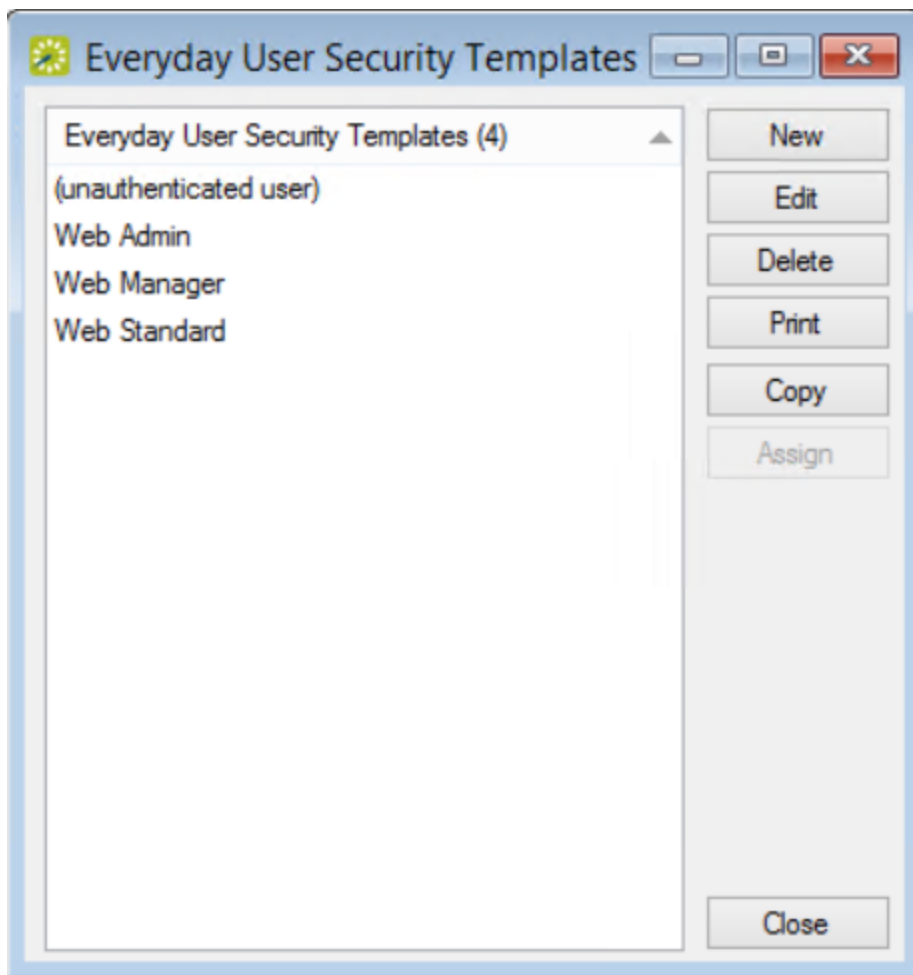 Everyday User Security Templates
Everyday User Security Templates (4)
(unauthenticated user)
Web Admin
Web Manager
Web Standard
New
Edit
Delete
Print
Copy
Assign
Close